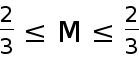 2/3 ≤ M ≤ 2/3